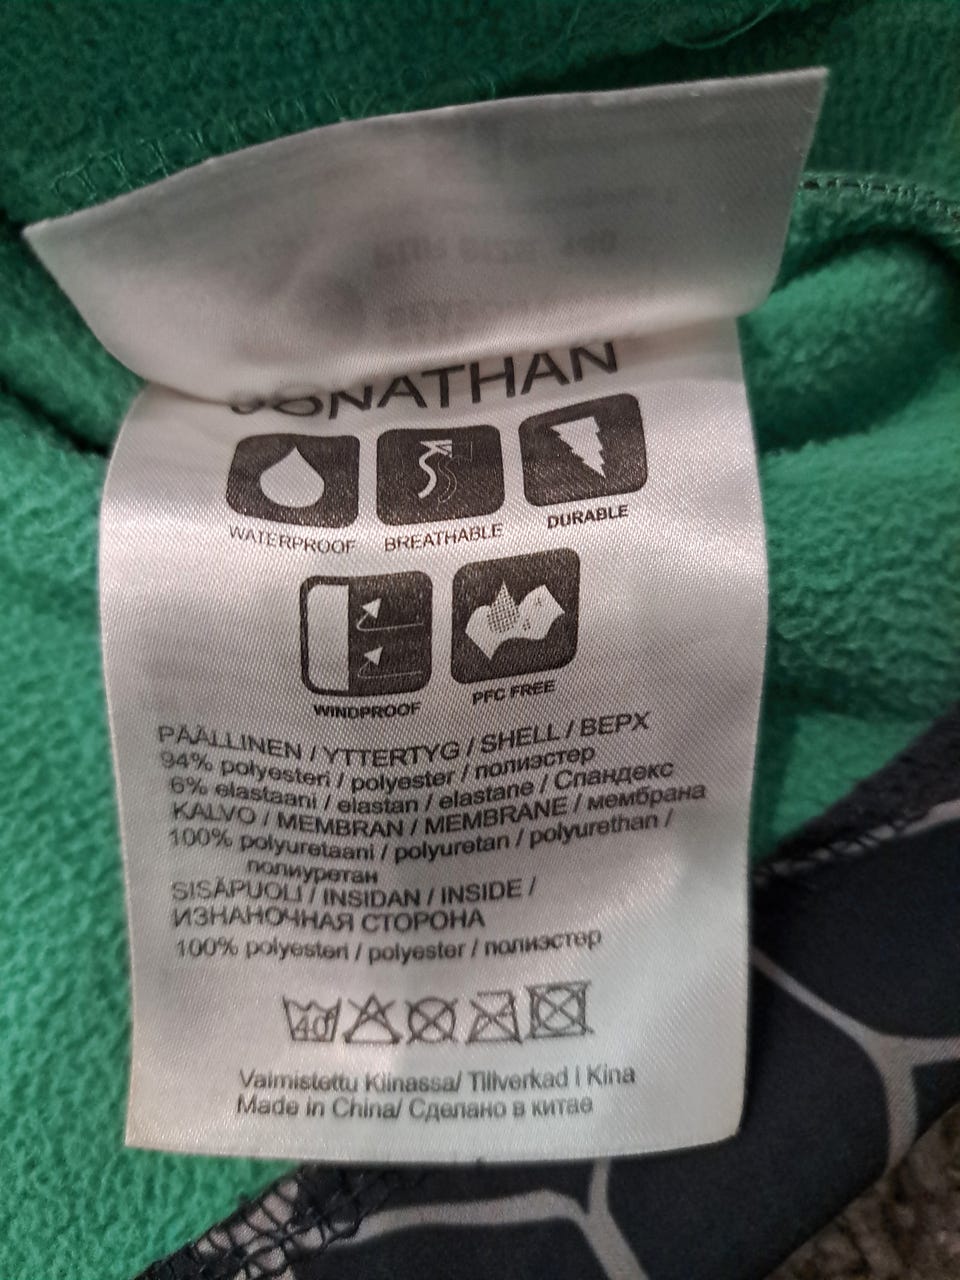 JONATHAN
WATERPROOF BREATHABLE DURABLE
WINDPROOF PFC FREE
PÄÄLLINEN / YTTERTYG / SHELL / ВЕРХ
94% polyesteri / polyester / полиэстер
6% elastaani / elastan / elastane / Спандекс
KALVO / MEMBRAN / MEMBRANE / мембрана
100% polyuretaani / polyuretan / polyurethan /
полиуретан
SISÄPUOLI / INSIDAN / INSIDE /
ИЗНАНОЧНАЯ СТОРОНА
100% polyesteri / polyester / полиэстер
40
Valmistettu Kiinassa/ Tillverkad i Kina
Made in China/ Сделано в китае